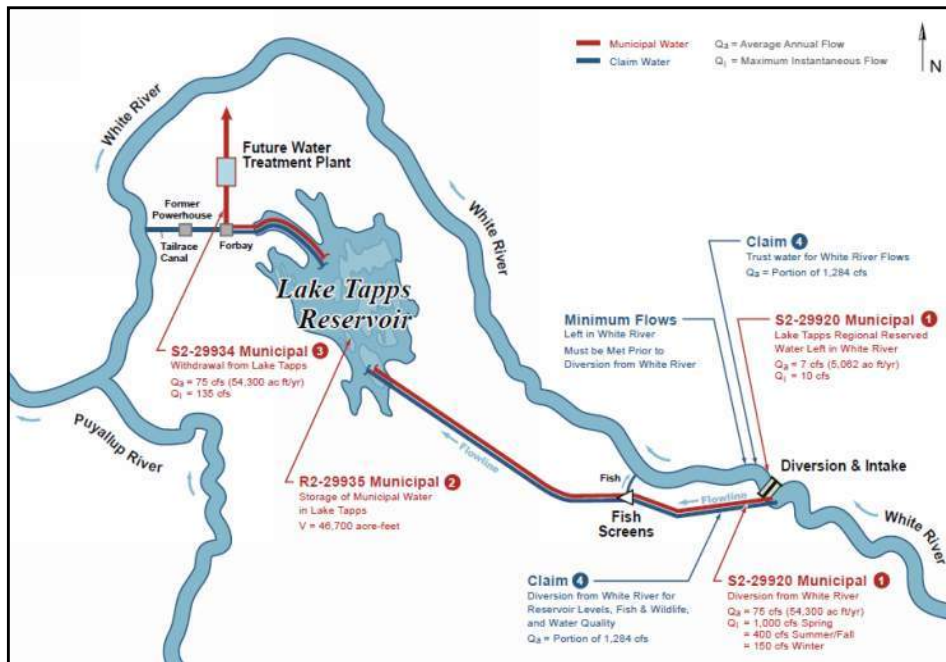 Municipal Water
Claim Water
Qa = Average Annual Flow
Qi = Maximum Instantaneous Flow
N
White River
Future Water
Treatment Plant
Former
Powerhouse
Tailrace
Canal
Forbay
Lake Tapps
Reservoir
White River
Claim 4
Trust water for White River Flows
Qa = Portion of 1,284 cfs
Minimum Flows
Left in White River
Must be Met Prior to
Diversion from White River
S2-29920 Municipal 1
Lake Tapps Regional Reserved
Water Left in White River
Qa = 7 cfs (5,062 ac ft/yr)
Qi = 10 cfs
S2-29934 Municipal 3
Withdrawal from Lake Tapps
Qa = 75 cfs (54,300 ac ft/yr)
Qi = 135 cfs
Puyallup River
Flowline
R2-29935 Municipal 2
Storage of Municipal Water
in Lake Tapps
V = 46,700 acre-feet
Fish
Fish
Screens
Flowline
Diversion & Intake
White River
Claim 4
Diversion from White River for
Reservoir Levels, Fish & Wildlife,
and Water Quality
Qa = Portion of 1,284 cfs
S2-29920 Municipal 1
Diversion from White River
Qa = 75 cfs (54,300 ac ft/yr)
Qi = 1,000 cfs Spring
= 400 cfs Summer/Fall
= 150 cfs Winter